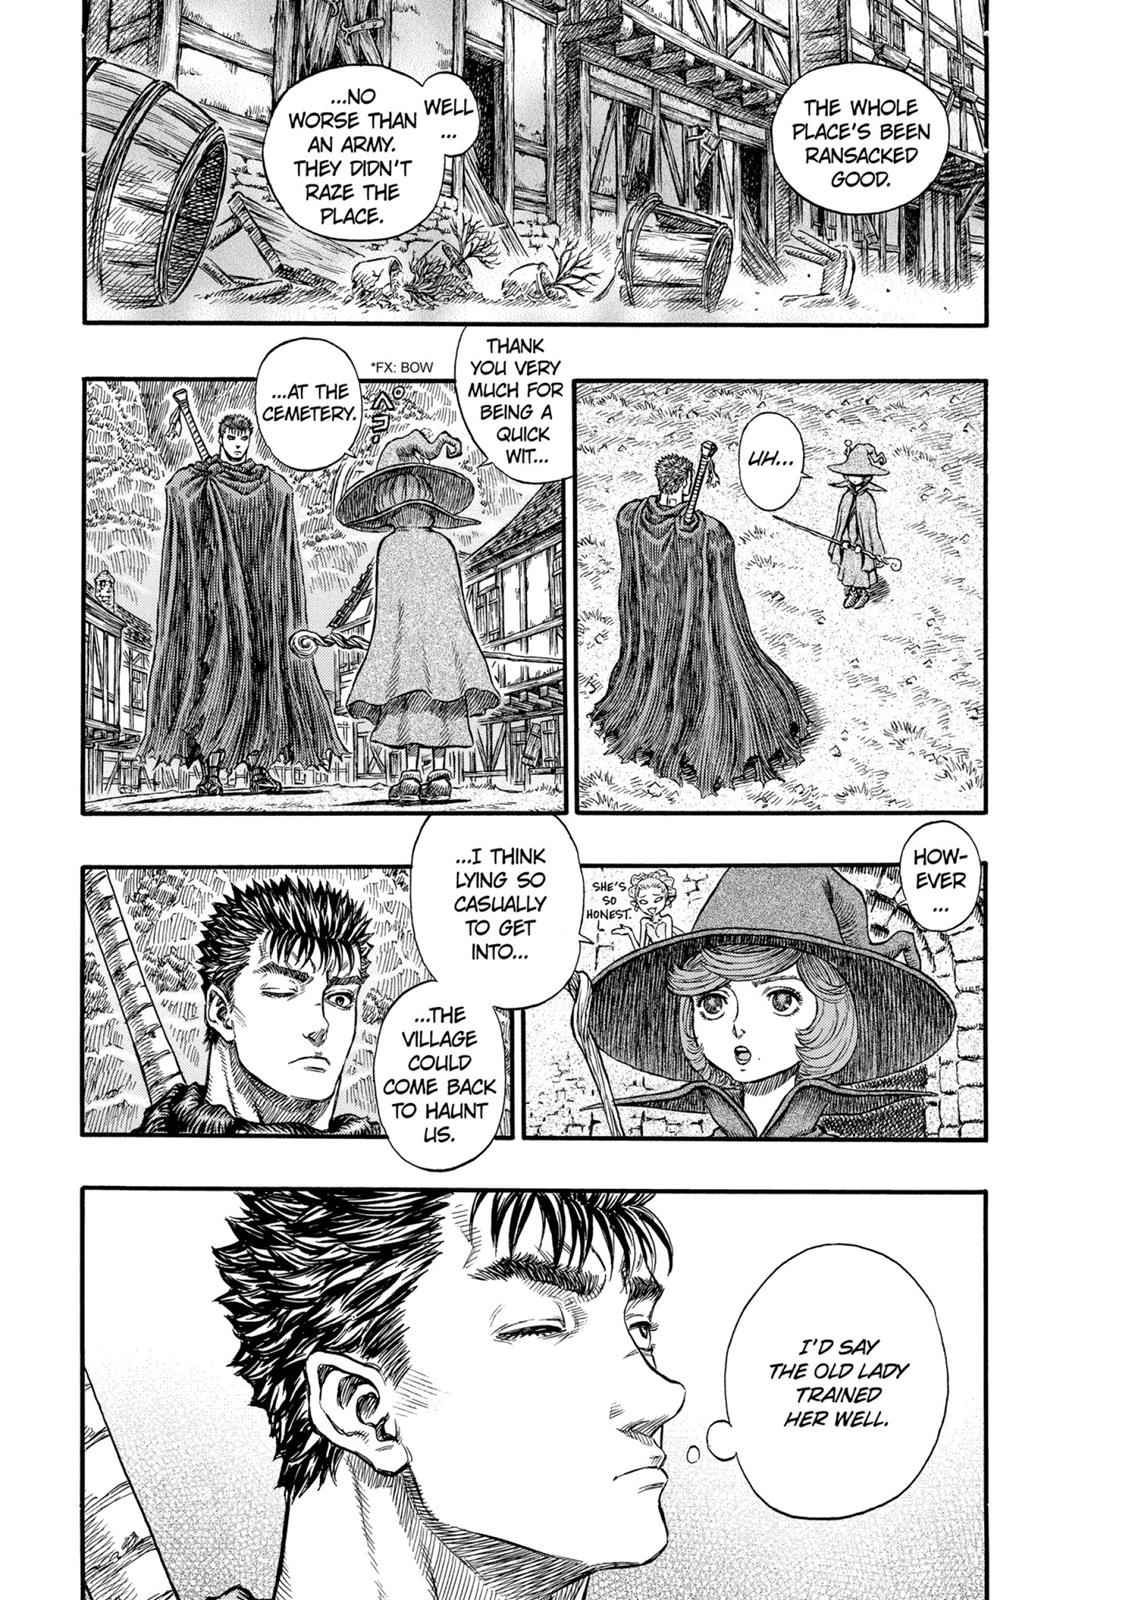 THE WHOLE
PLACE'S BEEN
RANSACKED
GOOD.
WELL
...
...NO
WORSE THAN
AN ARMY.
THEY DIDN'T
RAZE THE
PLACE.
UH...
THANK
YOU VERY
MUCH FOR
BEING A
QUICK
WIT...
*FX: BOW
ペコ
...AT THE
CEMETERY.
HOW-
EVER
...
SHE'S
SO
HONEST.
...I THINK
LYING SO
CASUALLY
TO GET
INTO...
...THE
VILLAGE
COULD
COME BACK
TO HAUNT
US.
I'D SAY
THE OLD LADY
TRAINED
HER WELL.